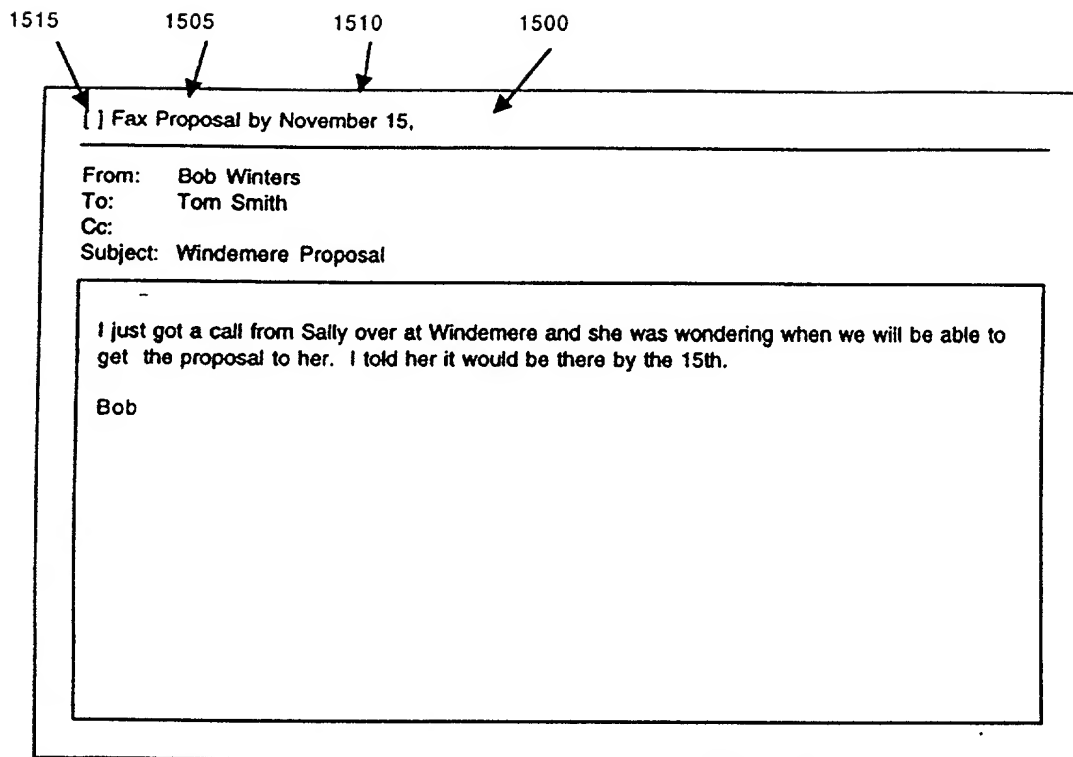 1515 1505 1510 1500
[ ] Fax Proposal by November 15,
From: Bob Winters
To: Tom Smith
Cc:
Subject: Windemere Proposal
I just got a call from Sally over at Windemere and she was wondering when we will be able to
get the proposal to her. I told her it would be there by the 15th.
Bob